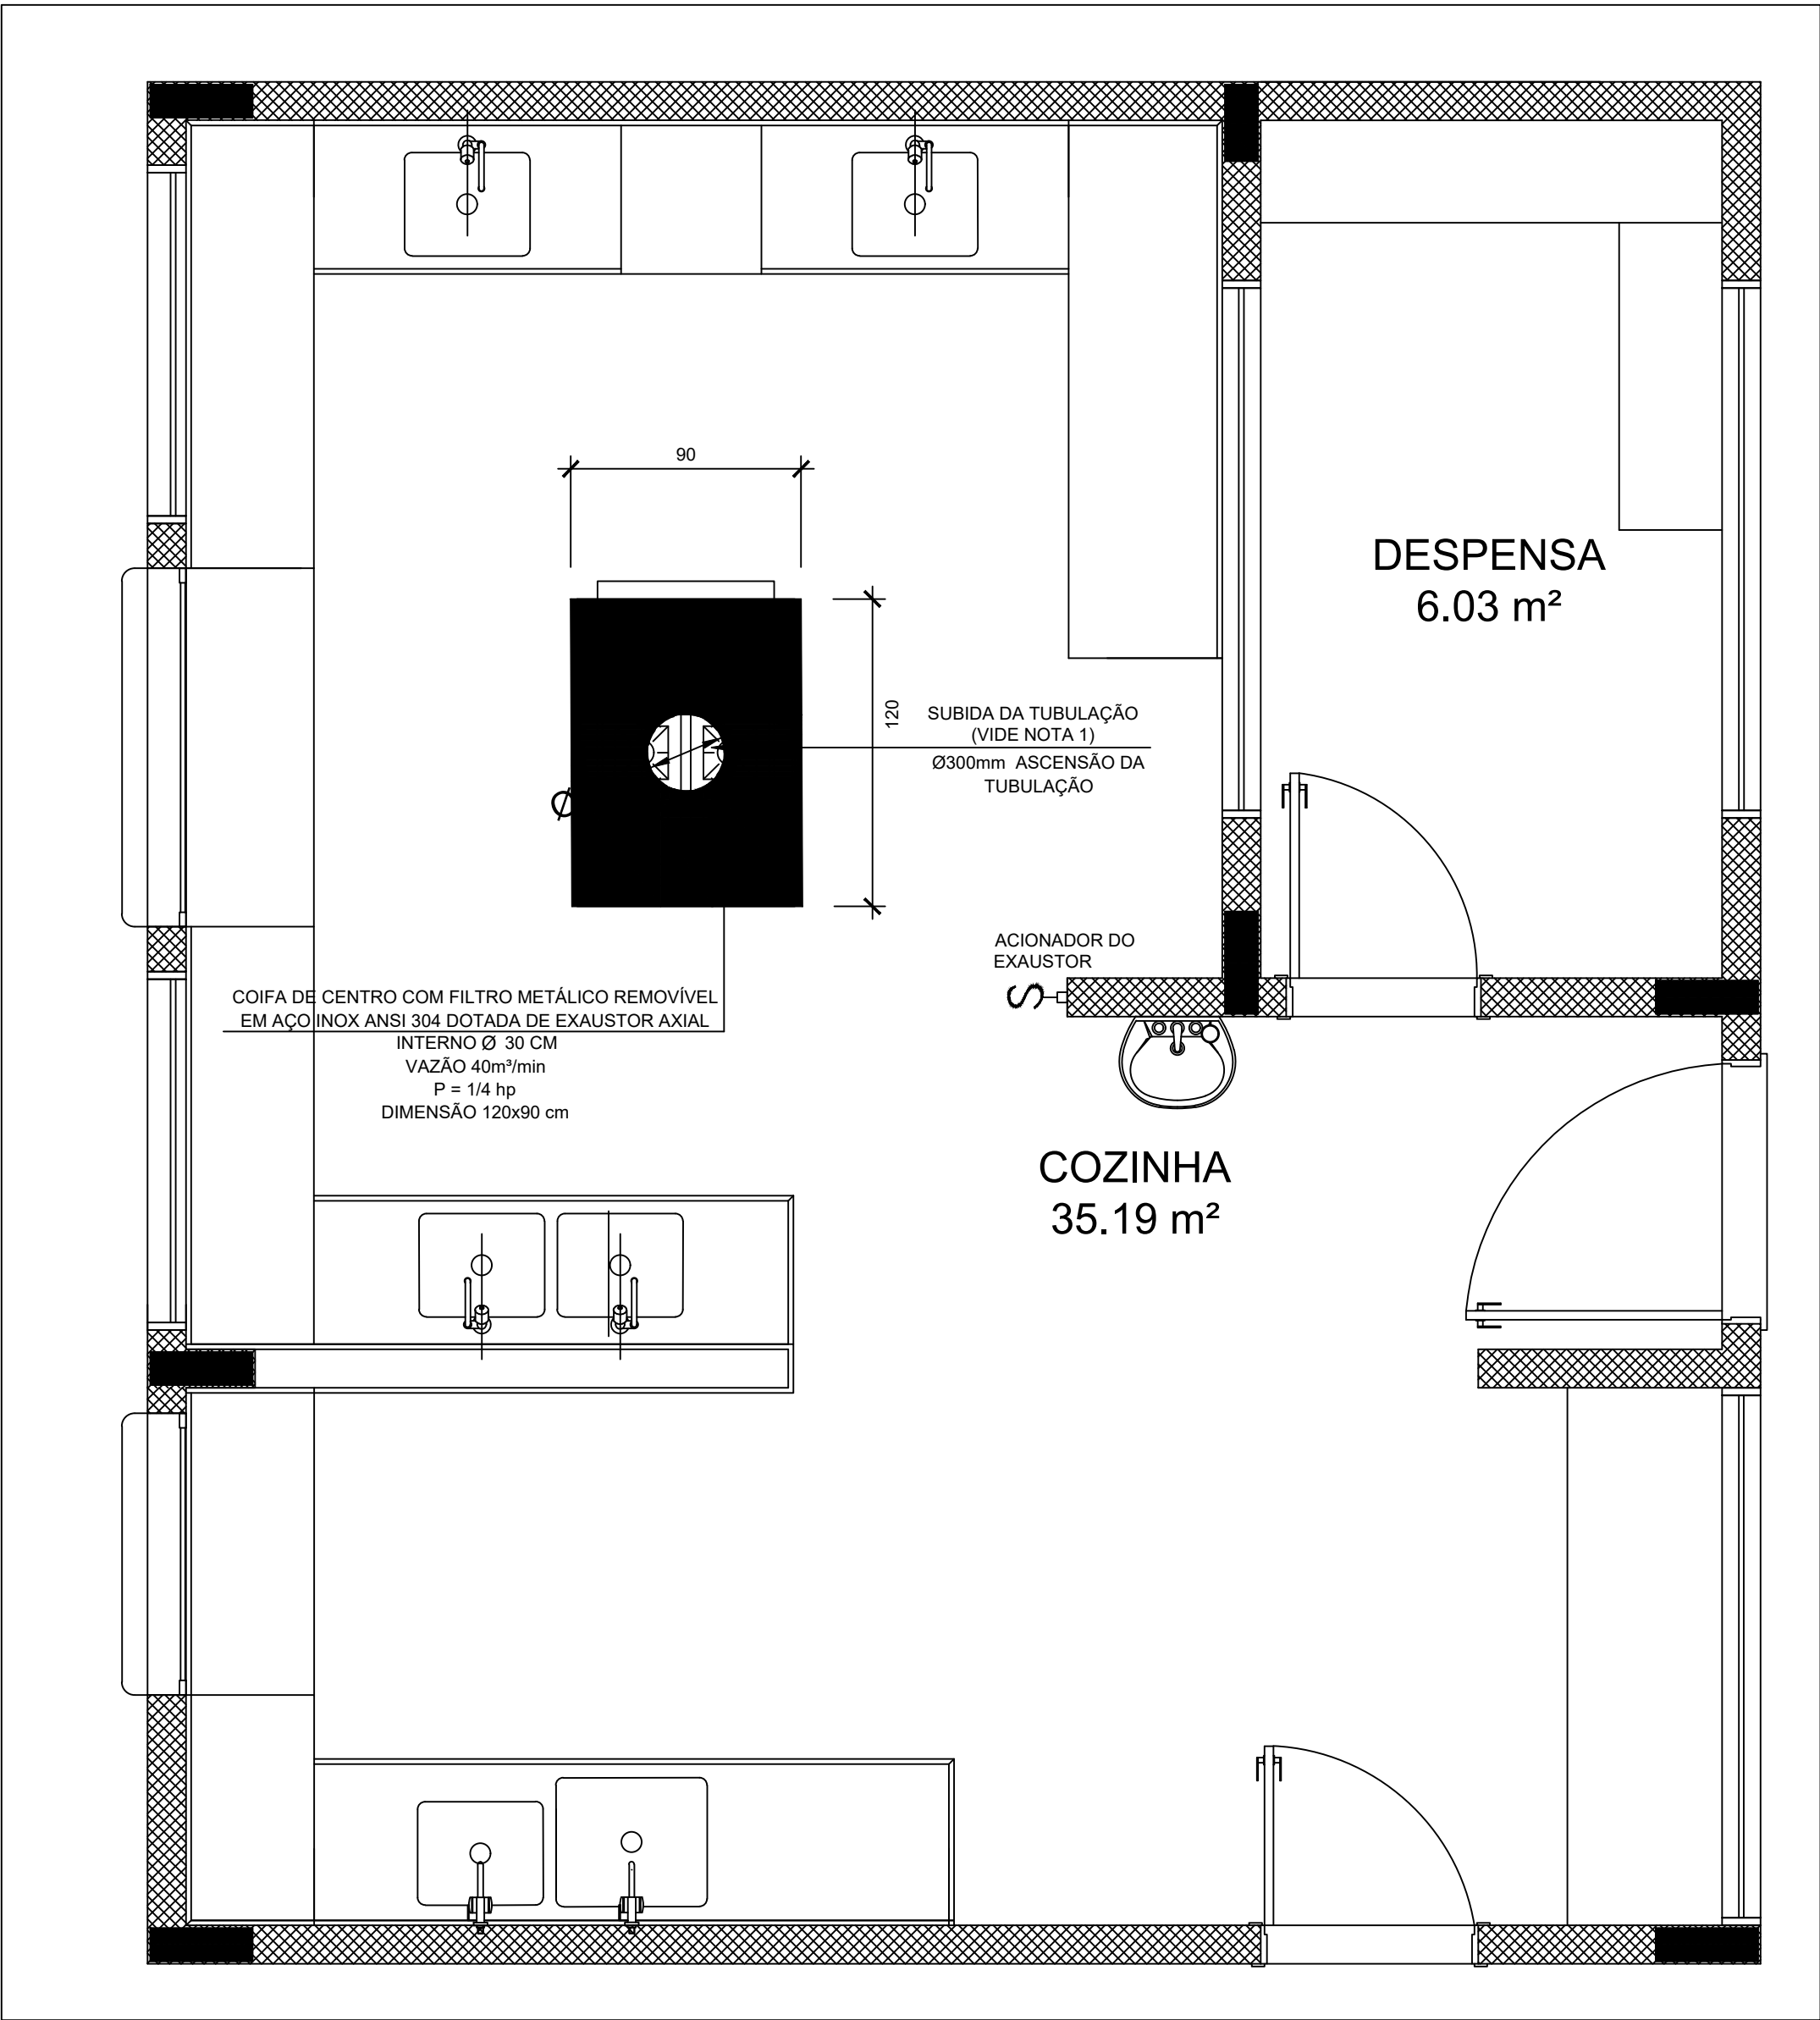 90
DESPENSA
6.03 m²
120
SUBIDA DA TUBULAÇÃO
(VIDE NOTA 1)
Ø300mm ASCENSÃO DA
TUBULAÇÃO
Ø
ACIONADOR DO
EXAUSTOR
S
COIFA DE CENTRO COM FILTRO METÁLICO REMOVÍVEL
EM AÇO INOX ANSI 304 DOTADA DE EXAUSTOR AXIAL
INTERNO Ø 30 CM
VAZÃO 40m³/min
P = 1/4 hp
DIMENSÃO 120x90 cm
COZINHA
35.19 m²